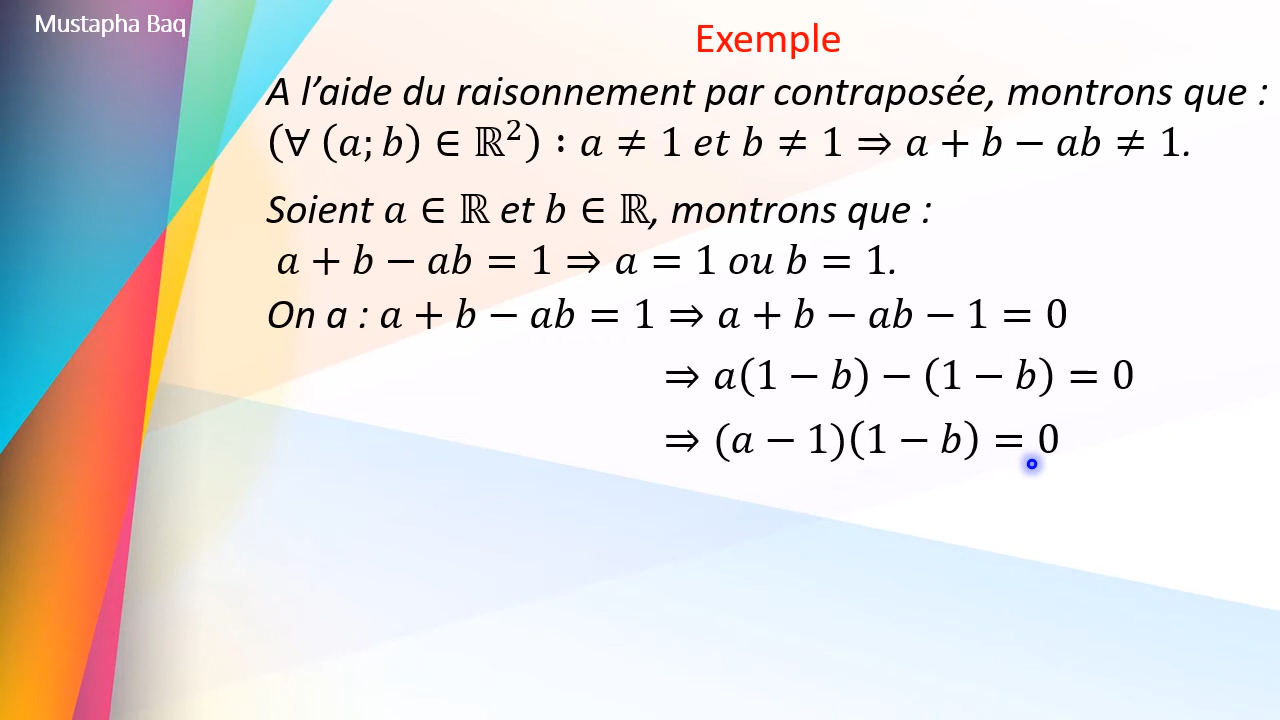 Mustapha Baq
Exemple
A l’aide du raisonnement par contraposée, montrons que :
(∀ (a; b) ∈ ℝ²) : a ≠ 1 et b ≠ 1 ⇒ a + b − ab ≠ 1.
Soient a ∈ ℝ et b ∈ ℝ, montrons que :
a + b − ab = 1 ⇒ a = 1 ou b = 1.
On a : a + b − ab = 1 ⇒ a + b − ab − 1 = 0
⇒ a(1 − b) − (1 − b) = 0
⇒ (a − 1)(1 − b) = 0